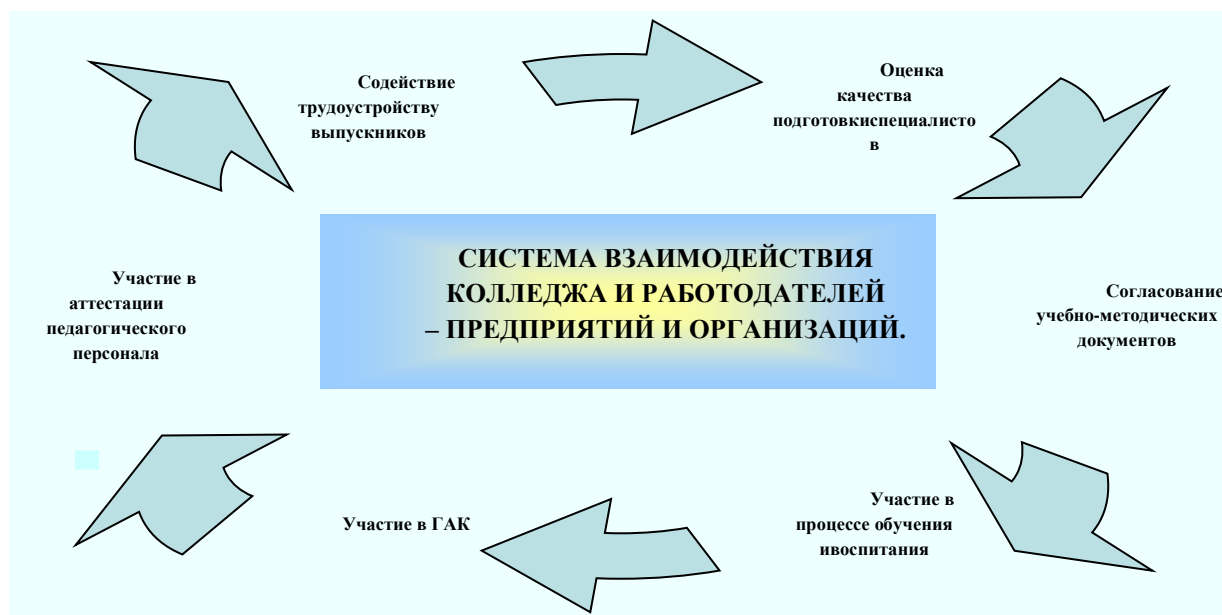 Содействие
трудоустройству
выпускников
Оценка
качества
подготовкиспециалисто
в
СИСТЕМА ВЗАИМОДЕЙСТВИЯ
КОЛЛЕДЖА И РАБОТОДАТЕЛЕЙ
– ПРЕДПРИЯТИЙ И ОРГАНИЗАЦИЙ.
Участие в
аттестации
педагогического
персонала
Согласование
учебно-методических
документов
Участие в ГАК
Участие в
процессе обучения
ивоспитания